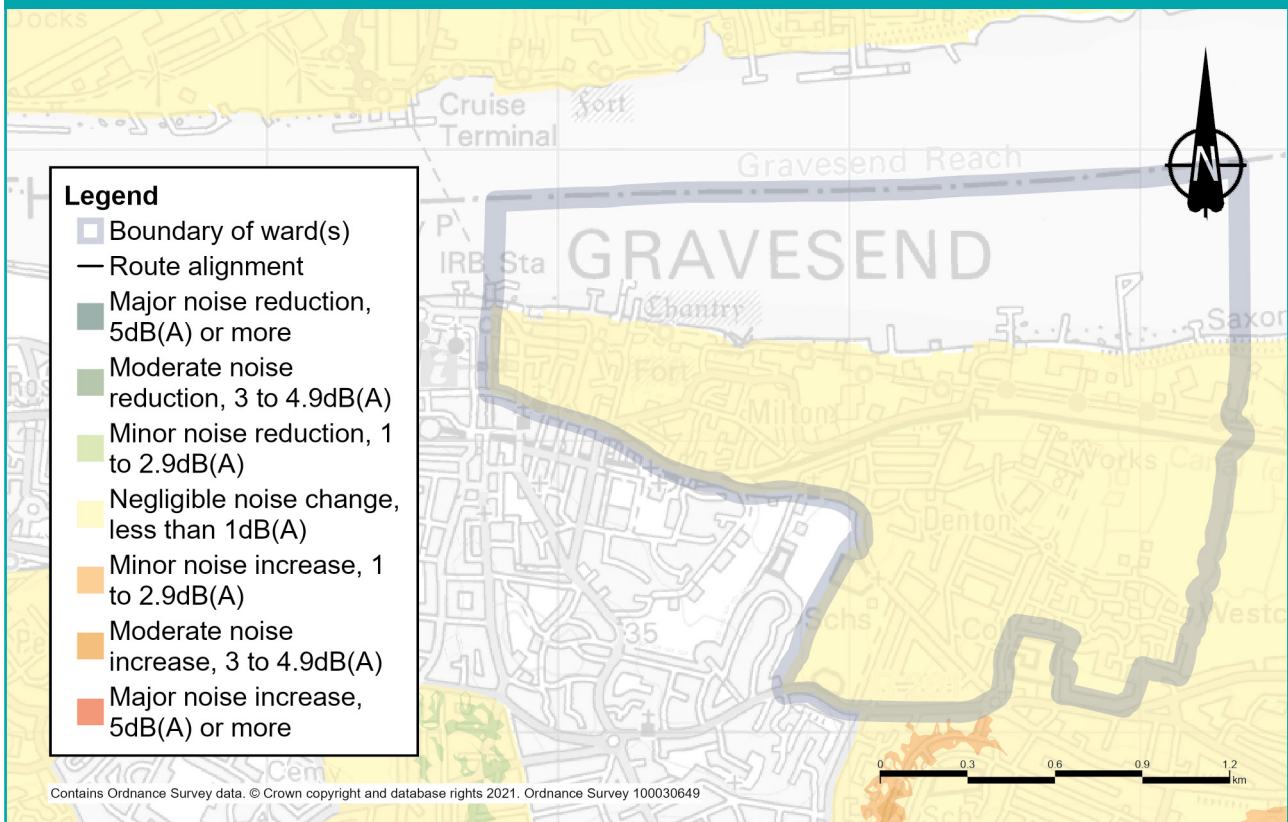 Docks
PH
Cruise
Terminal
Fort
Gravesend Reach
N
P
IRB Sta
GRAVESEND
Chantry
Saxon
Fort
Milton
Works
Denton
Schs
35
Cemy
Sch
Legend
Boundary of ward(s)
Route alignment
Major noise reduction,
5dB(A) or more
Moderate noise
reduction, 3 to 4.9dB(A)
Minor noise reduction, 1
to 2.9dB(A)
Negligible noise change,
less than 1dB(A)
Minor noise increase, 1
to 2.9dB(A)
Moderate noise
increase, 3 to 4.9dB(A)
Major noise increase,
5dB(A) or more
0 0.3 0.6 0.9 1.2
km
Contains Ordnance Survey data. © Crown copyright and database rights 2021. Ordnance Survey 100030649